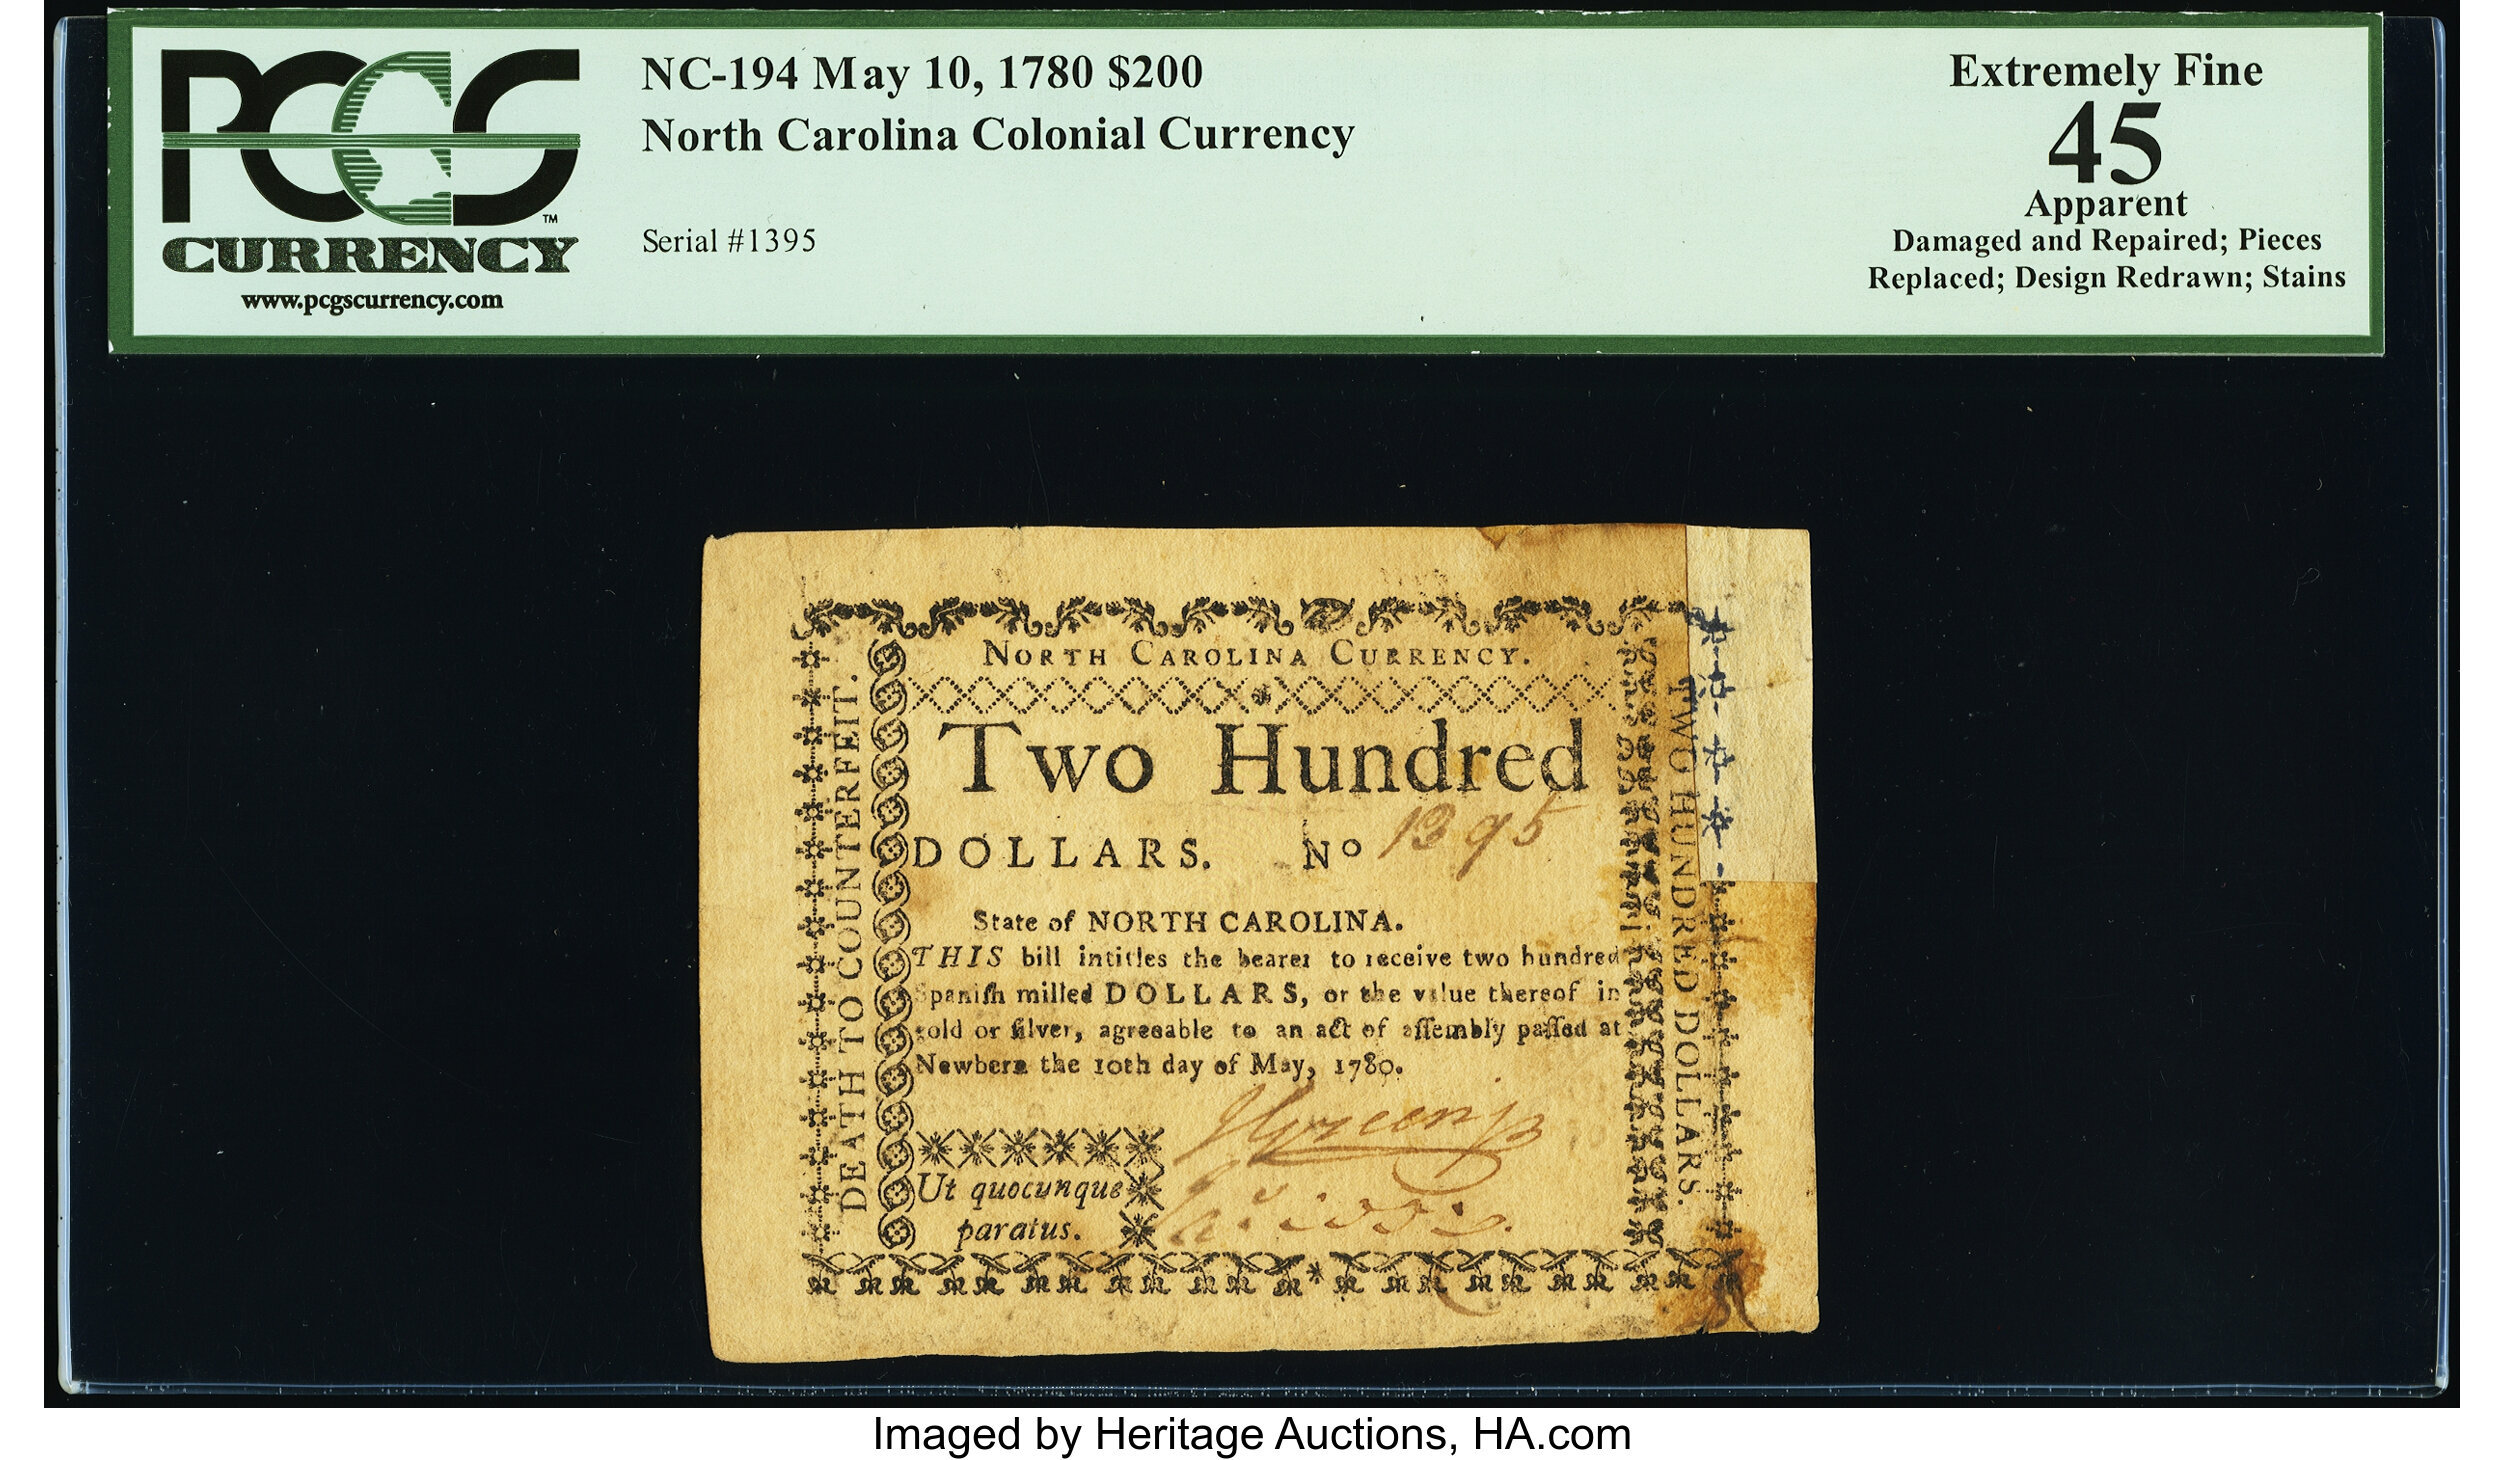 PCGS
™
CURRENCY
www.pcgscurrency.com
NC-194 May 10, 1780 $200
North Carolina Colonial Currency
Serial #1395
Extremely Fine
45
Apparent
Damaged and Repaired; Pieces
Replaced; Design Redrawn; Stains
NORTH CAROLINA CURRENCY.
Two Hundred
DOLLARS. No 1395
State of NORTH CAROLINA.
THIS bill intitles the bearer to receive two hundred
Spaniſh milled DOLLARS, or the value thereof in
gold or ſilver, agreeable to an act of aſſembly paſſed at
Newbern the 10th day of May, 1780.
JGreen jr
Ut quocunque
paratus.
DEATH TO COUNTERFEIT.
TWO HUNDRED DOLLARS.
Imaged by Heritage Auctions, HA.com